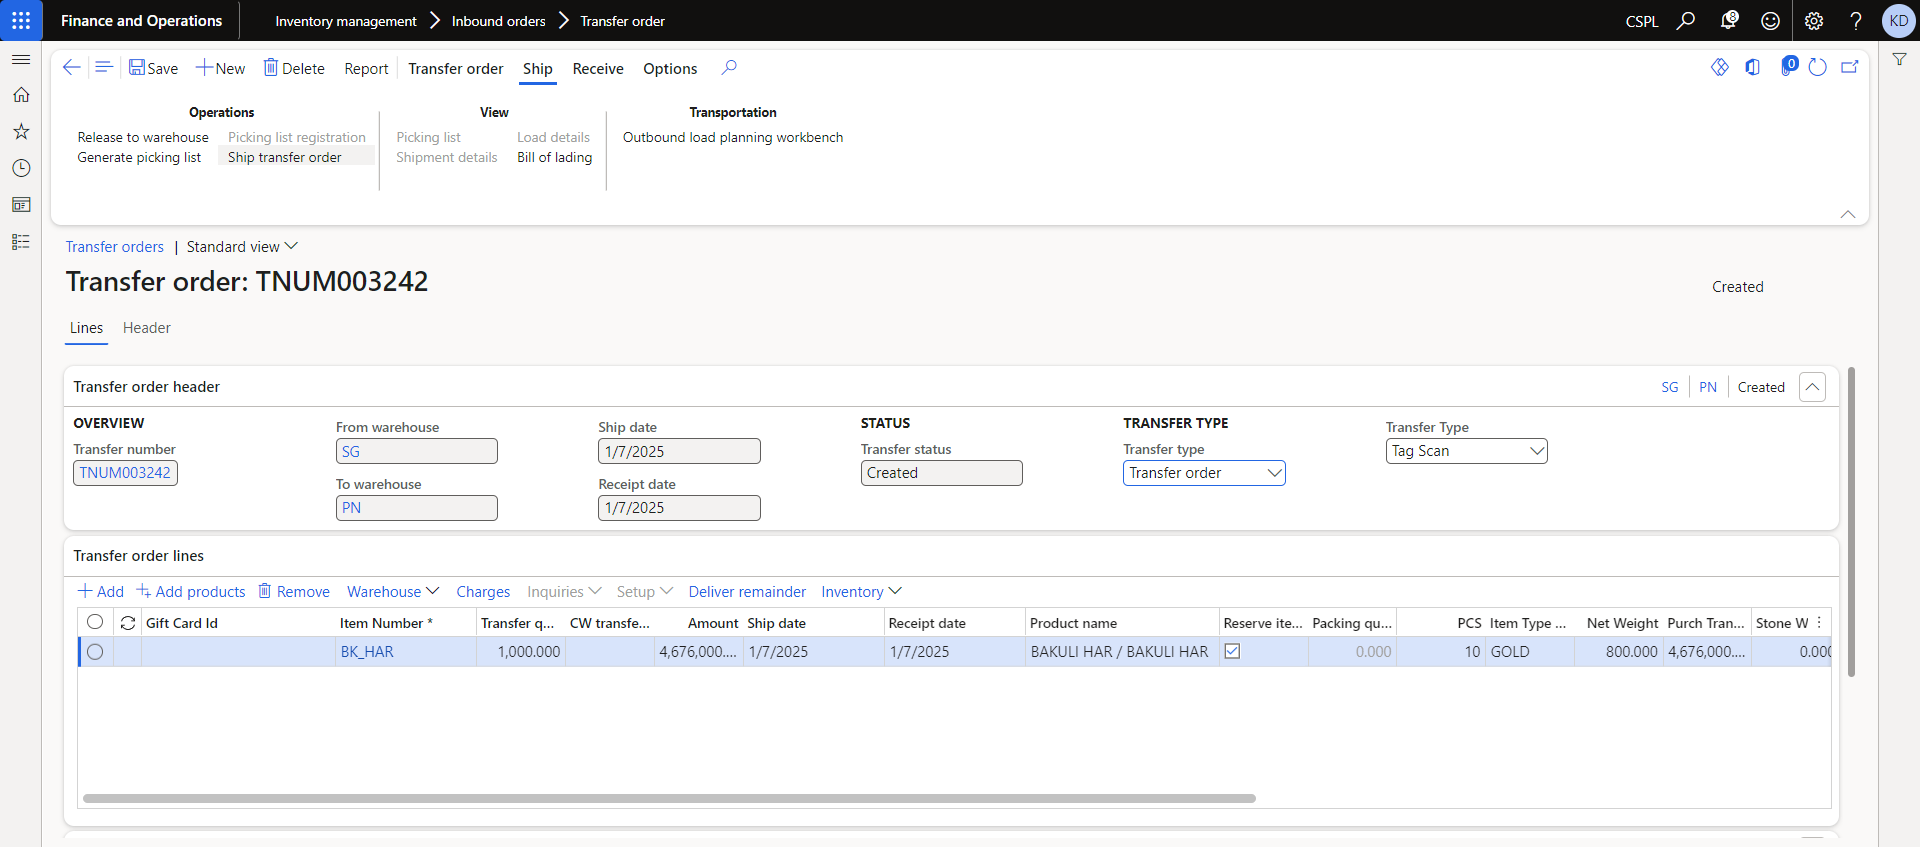 Finance and Operations
Inventory management > Inbound orders > Transfer order
CSPL
8
KD
Save
New
Delete
Report
Transfer order
Ship
Receive
Options
0
Operations
Release to warehouse
Picking list registration
Generate picking list
Ship transfer order
View
Picking list
Load details
Shipment details
Bill of lading
Transportation
Outbound load planning workbench
Transfer orders | Standard view
Transfer order: TNUM003242
Created
Lines
Header
Transfer order header
SG
PN
Created
OVERVIEW
Transfer number
TNUM003242
From warehouse
SG
To warehouse
PN
Ship date
1/7/2025
Receipt date
1/7/2025
STATUS
Transfer status
Created
TRANSFER TYPE
Transfer type
Transfer order
Transfer Type
Tag Scan
Transfer order lines
Add
Add products
Remove
Warehouse
Charges
Inquiries
Setup
Deliver remainder
Inventory
Gift Card Id Item Number * Transfer q... CW transfe... Amount Ship date Receipt date Product name Reserve ite... Packing qu... PCS Item Type ... Net Weight Purch Tran... Stone W
BK_HAR 1,000.000 4,676,000.... 1/7/2025 1/7/2025 BAKULI HAR / BAKULI HAR 0.000 10 GOLD 800.000 4,676,000.... 0.000